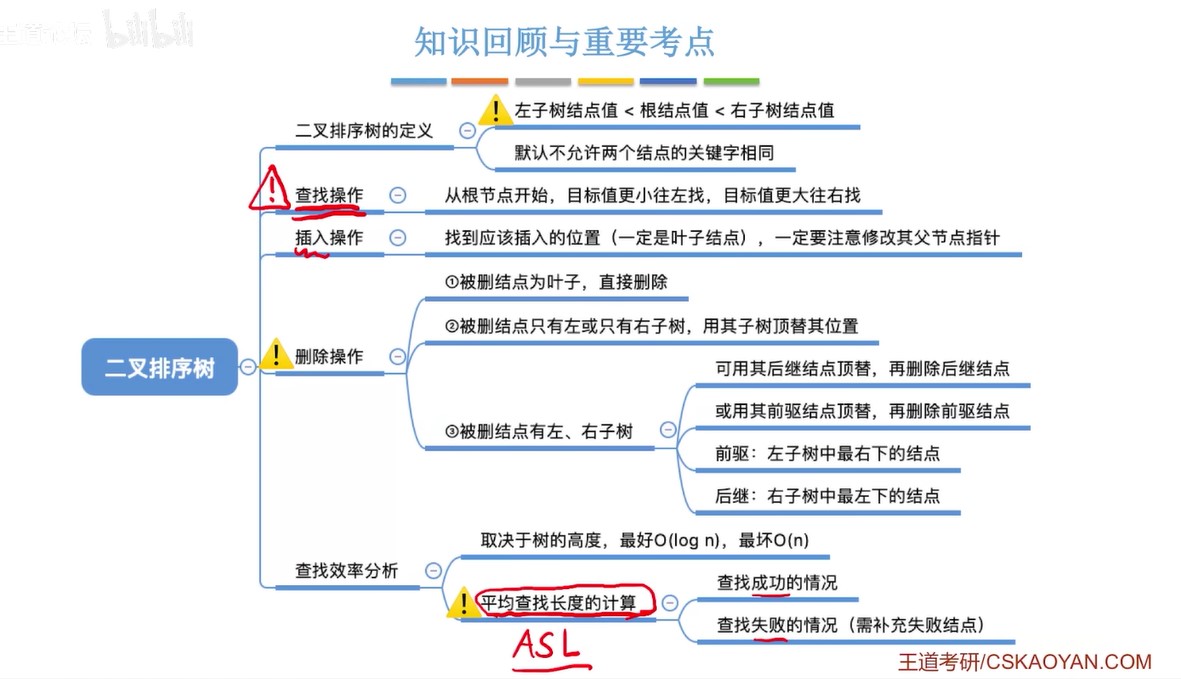 bilibili
知识回顾与重要考点
二叉排序树
二叉排序树的定义
左子树结点值 < 根结点值 < 右子树结点值
默认不允许两个结点的关键字相同
查找操作
从根节点开始，目标值更小往左找，目标值更大往右找
插入操作
找到应该插入的位置（一定是叶子结点），一定要注意修改其父节点指针
删除操作
①被删结点为叶子，直接删除
②被删结点只有左或只有右子树，用其子树顶替其位置
③被删结点有左、右子树
可用其后继结点顶替，再删除后继结点
或用其前驱结点顶替，再删除前驱结点
前驱：左子树中最右下的结点
后继：右子树中最左下的结点
查找效率分析
取决于树的高度，最好O(log n)，最坏O(n)
平均查找长度的计算
查找成功的情况
查找失败的情况（需补充失败结点）
ASL
王道考研/CSKAOYAN.COM